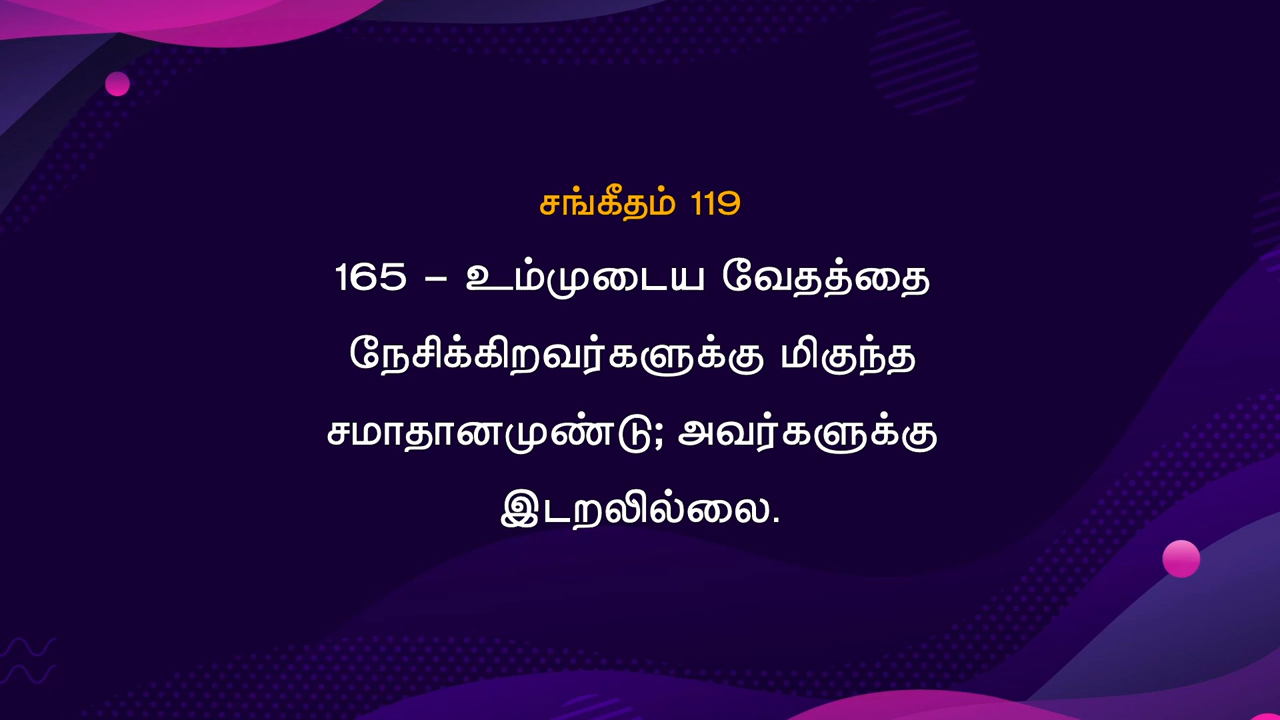 சங்கீதம் 119
165 – உம்முடைய வேதத்தை
நேசிக்கிறவர்களுக்கு மிகுந்த
சமாதானமுண்டு; அவர்களுக்கு
இடறலில்லை.